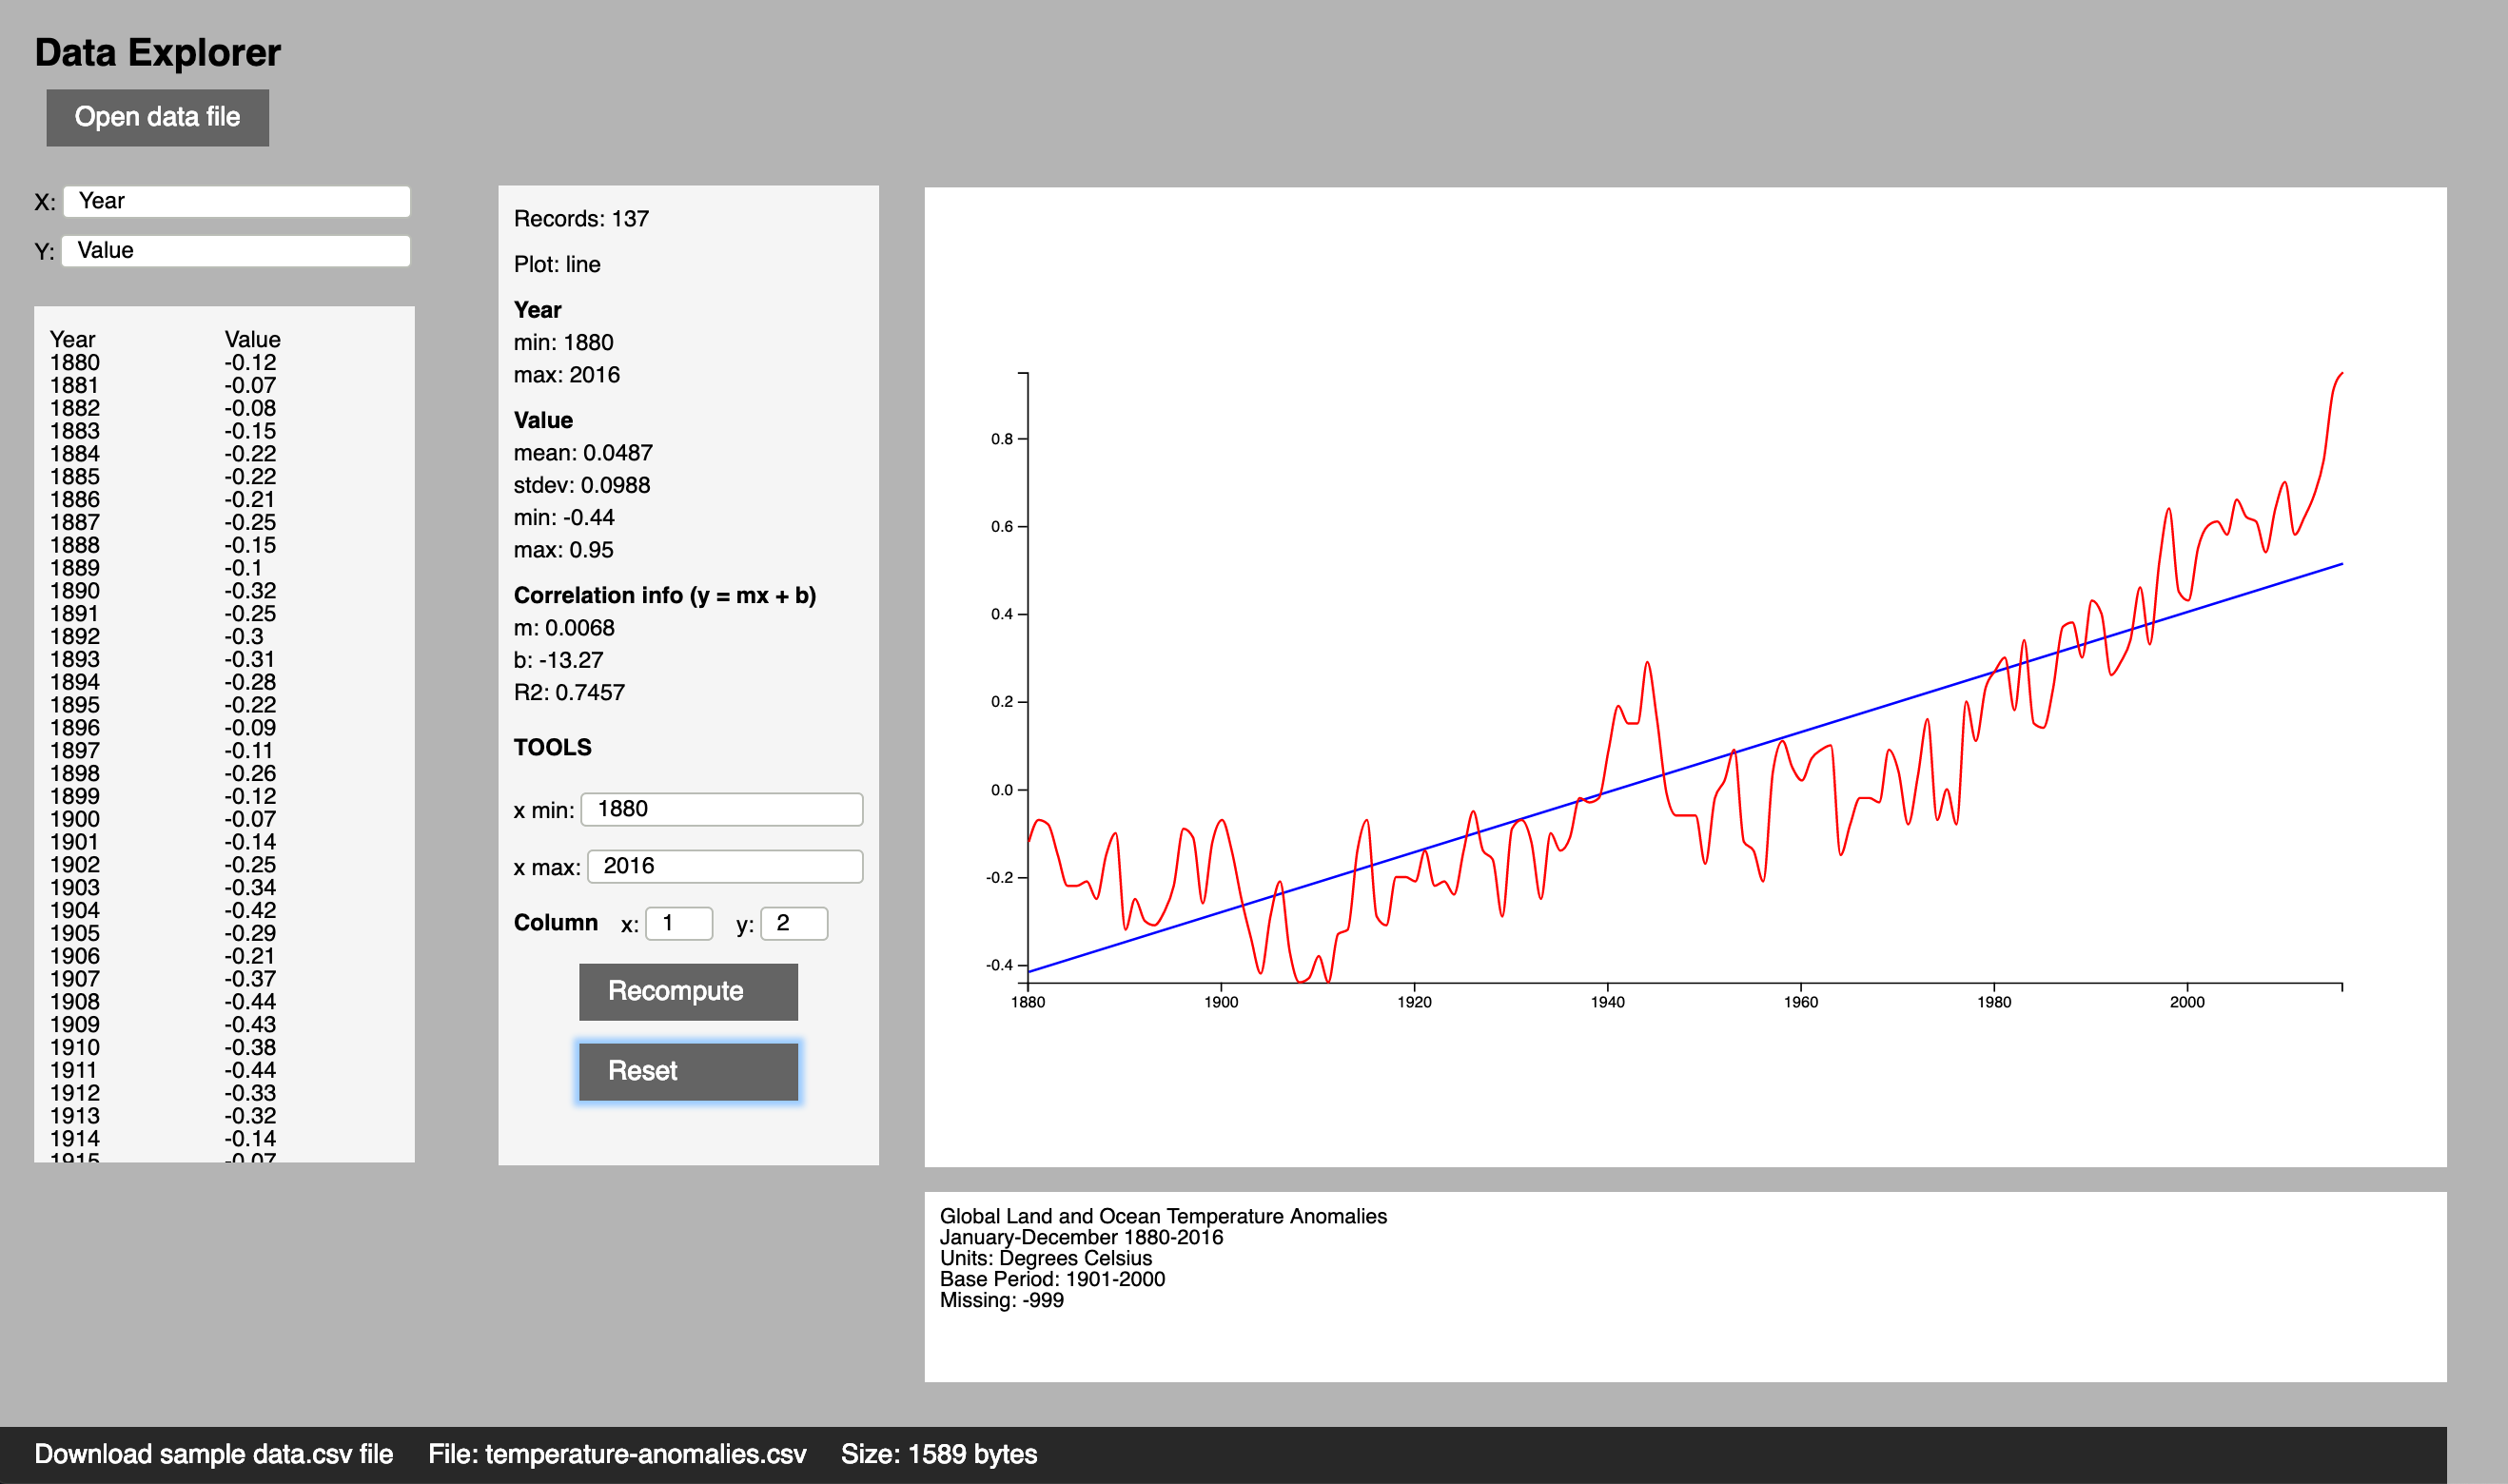 Data Explorer
Open data file
X: Year
Y: Value
Year Value
1880 -0.12
1881 -0.07
1882 -0.08
1883 -0.15
1884 -0.22
1885 -0.22
1886 -0.21
1887 -0.25
1888 -0.15
1889 -0.1
1890 -0.32
1891 -0.25
1892 -0.3
1893 -0.31
1894 -0.28
1895 -0.22
1896 -0.09
1897 -0.11
1898 -0.26
1899 -0.12
1900 -0.07
1901 -0.14
1902 -0.25
1903 -0.34
1904 -0.42
1905 -0.29
1906 -0.21
1907 -0.37
1908 -0.44
1909 -0.43
1910 -0.38
1911 -0.44
1912 -0.33
1913 -0.32
1914 -0.14
1915 -0.07
Records: 137
Plot: line
Year
min: 1880
max: 2016
Value
mean: 0.0487
stdev: 0.0988
min: -0.44
max: 0.95
Correlation info (y = mx + b)
m: 0.0068
b: -13.27
R2: 0.7457
TOOLS
x min: 1880
x max: 2016
Column x: 1 y: 2
Recompute
Reset
0.8
0.6
0.4
0.2
0.0
-0.2
-0.4
1880 1900 1920 1940 1960 1980 2000
Global Land and Ocean Temperature Anomalies
January-December 1880-2016
Units: Degrees Celsius
Base Period: 1901-2000
Missing: -999
Download sample data.csv file File: temperature-anomalies.csv Size: 1589 bytes